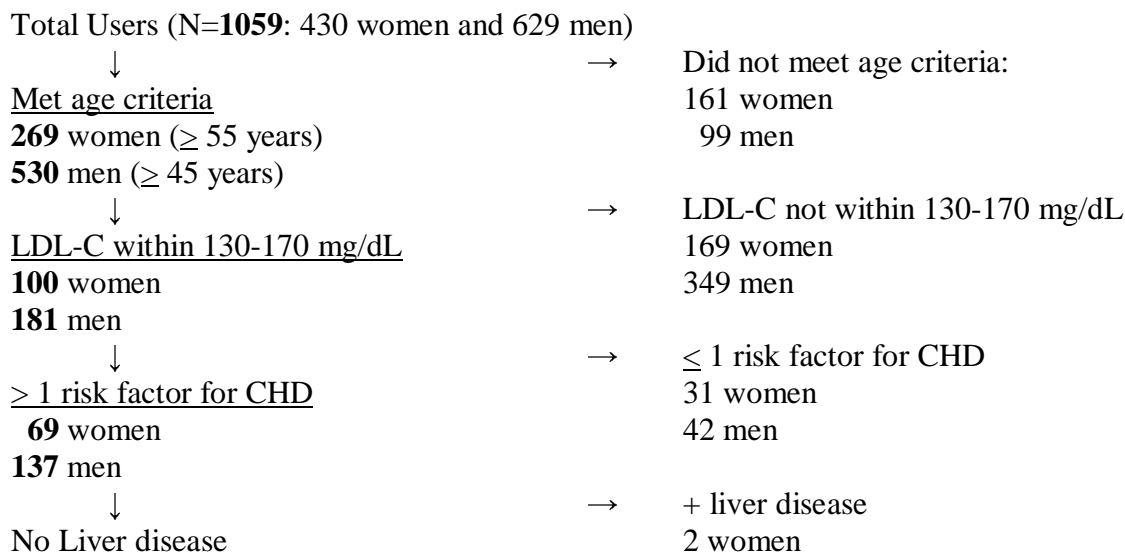 Total Users (N=1059: 430 women and 629 men)
↓ → Did not meet age criteria:
Met age criteria 161 women
269 women (≥ 55 years) 99 men
530 men (≥ 45 years)
↓ → LDL-C not within 130-170 mg/dL
LDL-C within 130-170 mg/dL 169 women
100 women 349 men
181 men
↓ → ≤ 1 risk factor for CHD
> 1 risk factor for CHD 31 women
69 women 42 men
137 men
↓ → + liver disease
No Liver disease 2 women